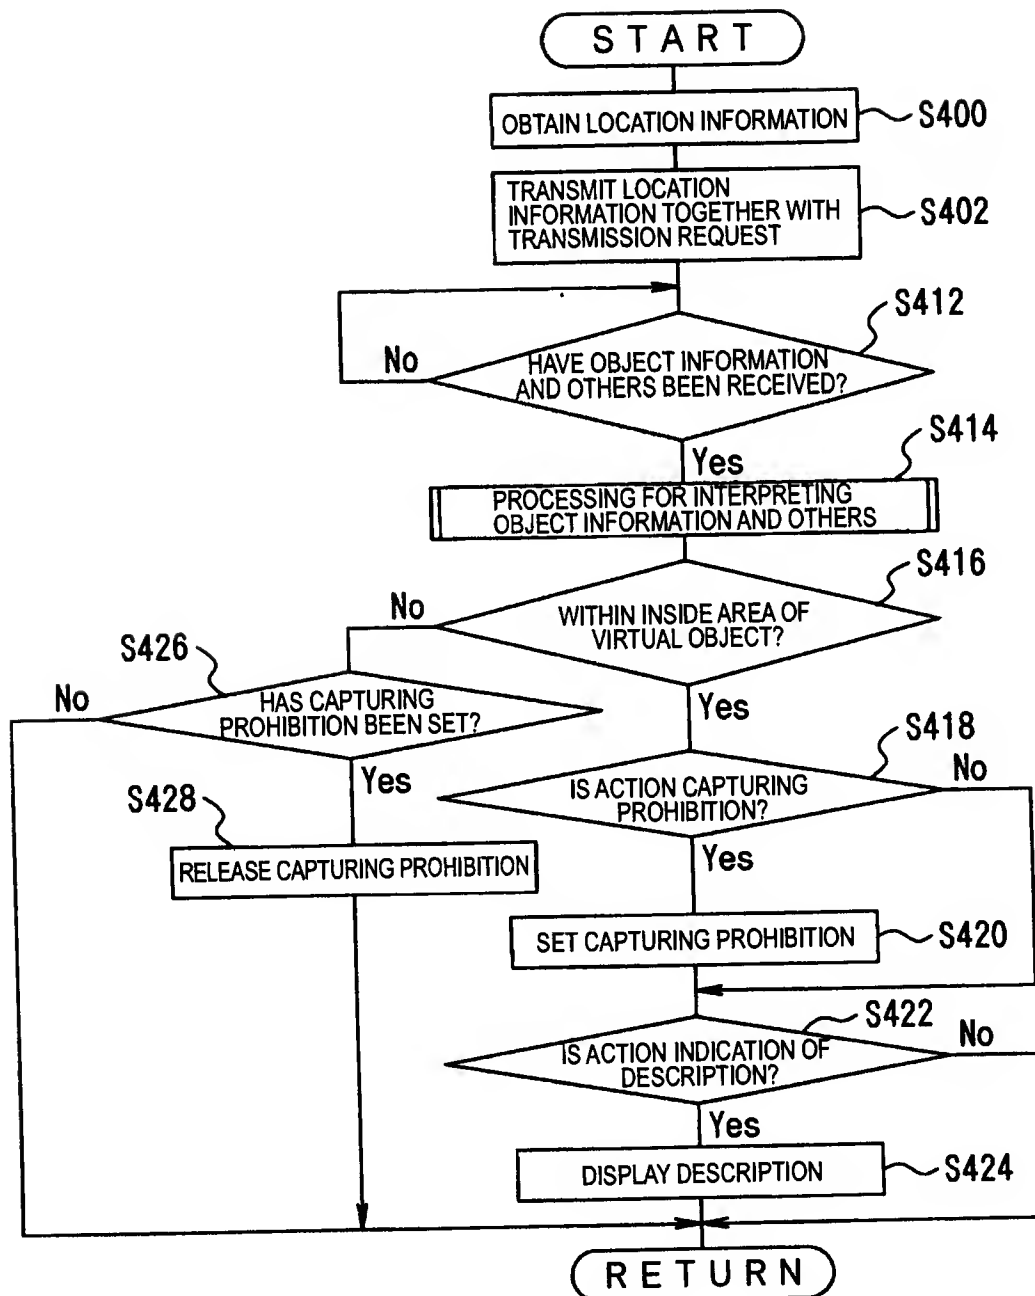 START
OBTAIN LOCATION INFORMATION
S400
TRANSMIT LOCATION
INFORMATION TOGETHER WITH
TRANSMISSION REQUEST
S402
S412
No
HAVE OBJECT INFORMATION
AND OTHERS BEEN RECEIVED?
Yes
S414
PROCESSING FOR INTERPRETING
OBJECT INFORMATION AND OTHERS
S416
No
WITHIN INSIDE AREA OF
VIRTUAL OBJECT?
Yes
S426
No
HAS CAPTURING
PROHIBITION BEEN SET?
Yes
S428
RELEASE CAPTURING PROHIBITION
S418
No
IS ACTION CAPTURING
PROHIBITION?
Yes
SET CAPTURING PROHIBITION
S420
S422
No
IS ACTION INDICATION OF
DESCRIPTION?
Yes
DISPLAY DESCRIPTION
S424
RETURN